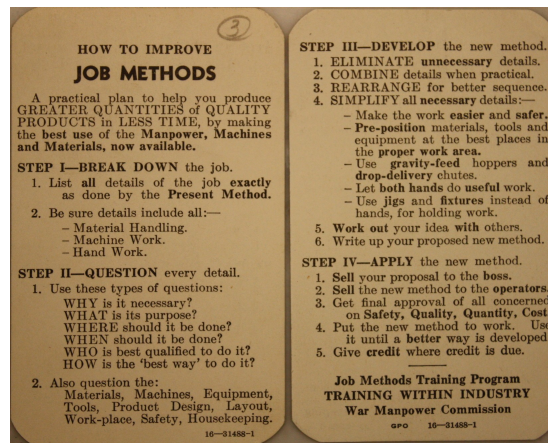 3
HOW TO IMPROVE
JOB METHODS
A practical plan to help you produce
GREATER QUANTITIES of QUALITY
PRODUCTS in LESS TIME, by making
the best use of the Manpower, Machines
and Materials, now available.
STEP I—BREAK DOWN the job.
1. List all details of the job exactly
as done by the Present Method.
2. Be sure details include all:—
– Material Handling.
– Machine Work.
– Hand Work.
STEP II—QUESTION every detail.
1. Use these types of questions:
WHY is it necessary?
WHAT is its purpose?
WHERE should it be done?
WHEN should it be done?
WHO is best qualified to do it?
HOW is the 'best way' to do it?
2. Also question the:
Materials, Machines, Equipment,
Tools, Product Design, Layout,
Work-place, Safety, Housekeeping.
16—31488-1
STEP III—DEVELOP the new method.
1. ELIMINATE unnecessary details.
2. COMBINE details when practical.
3. REARRANGE for better sequence.
4. SIMPLIFY all necessary details:—
– Make the work easier and safer.
– Pre-position materials, tools and
equipment at the best places in
the proper work area.
– Use gravity-feed hoppers and
drop-delivery chutes.
– Let both hands do useful work.
– Use jigs and fixtures instead of
hands, for holding work.
5. Work out your idea with others.
6. Write up your proposed new method.
STEP IV—APPLY the new method.
1. Sell your proposal to the boss.
2. Sell the new method to the operators.
3. Get final approval of all concerned
on Safety, Quality, Quantity, Cost
4. Put the new method to work. Use
it until a better way is developed
5. Give credit where credit is due.
Job Methods Training Program
TRAINING WITHIN INDUSTRY
War Manpower Commission
GPO 16—31488-1